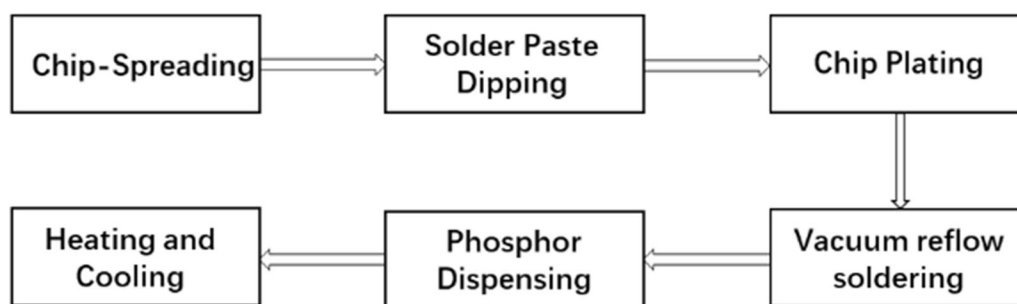 Chip-Spreading
Solder Paste
Dipping
Chip Plating
Vacuum reflow
soldering
Phosphor
Dispensing
Heating and
Cooling